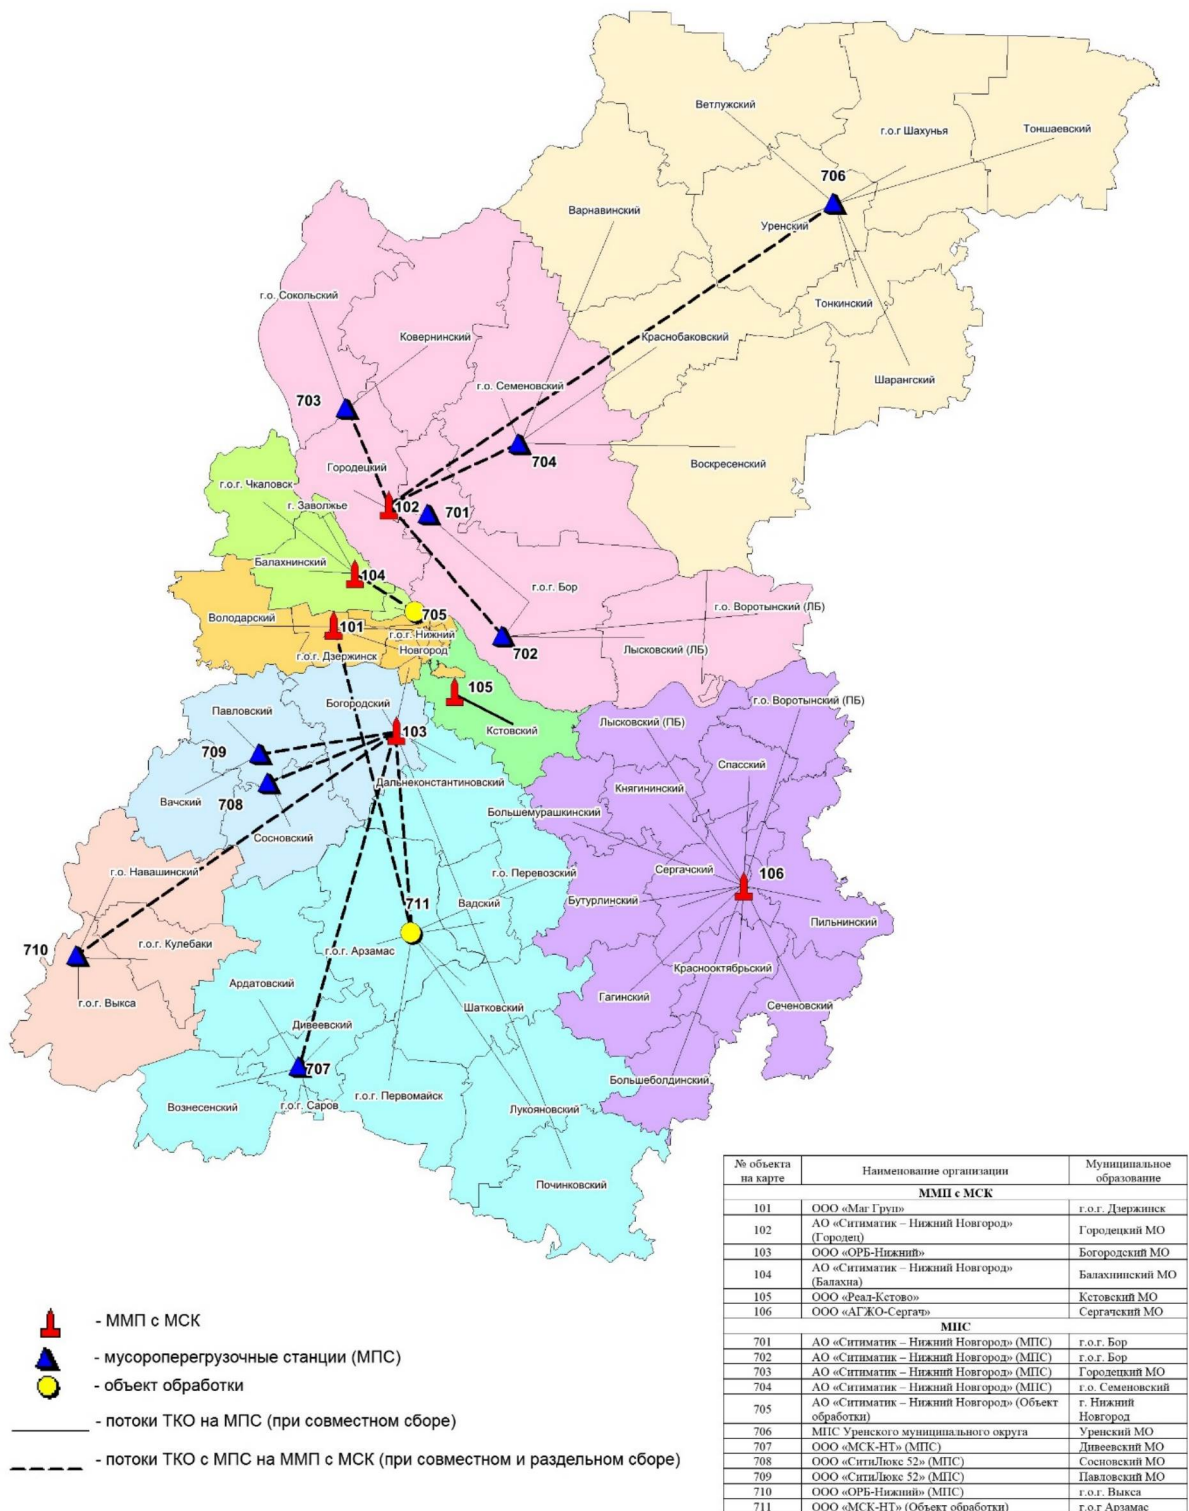 Ветлужский
г.о.г Шахунья
Тоншаевский
706
Варнавинский
Уренский
г.о. Сокольский
Тонкинский
Ковернинский
Краснобаковский
г.о. Семеновский
Шарангский
703
704
Городецкий
Воскресенский
г.о.г. Чкаловск
г. Заволжье
102
701
Балахнинский
104
г.о.г. Бор
г.о. Воротынский (ЛБ)
Володарский
705
101
г.о.г. Нижний
Новгород
702
Лысковский (ЛБ)
г.о.г. Дзержинск
105
г.о. Воротынский (ПБ)
Богородский
Павловский
Лысковский (ПБ)
Кстовский
103
709
Спасский
Дальнеконстантиновский
Княгининский
Вачский
708
Большемурашкинский
Сосновский
г.о. Навашинский
г.о. Перевозский
Сергачский
106
Вадский
Бутурлинский
711
Пильнинский
710
г.о.г. Кулебаки
г.о.г. Арзамас
Краснооктябрьский
Ардатовский
Гагинский
г.о.г. Выкса
Шатковский
Сеченовский
Дивеевский
707
Большеболдинский
г.о.г. Первомайск
Вознесенский
г.о.г. Саров
Лукояновский
Починковский
№ объекта на карте Наименование организации Муниципальное образование
ММП с МСК
101 ООО «Маг Груп» г.о.г. Дзержинск
102 АО «Ситиматик – Нижний Новгород» (Городец) Городецкий МО
103 ООО «ОРБ-Нижний» Богородский МО
104 АО «Ситиматик – Нижний Новгород» (Балахна) Балахнинский МО
105 ООО «Реал-Кстово» Кстовский МО
106 ООО «АГЖО-Сергач» Сергачский МО
МПС
701 АО «Ситиматик – Нижний Новгород» (МПС) г.о.г. Бор
702 АО «Ситиматик – Нижний Новгород» (МПС) г.о.г. Бор
703 АО «Ситиматик – Нижний Новгород» (МПС) Городецкий МО
704 АО «Ситиматик – Нижний Новгород» (МПС) г.о. Семеновский
705 АО «Ситиматик – Нижний Новгород» (Объект обработки) г. Нижний Новгород
706 МПС Уренского муниципального округа Уренский МО
707 ООО «МСК-НТ» (МПС) Дивеевский МО
708 ООО «СитиЛюкс 52» (МПС) Сосновский МО
709 ООО «СитиЛюкс 52» (МПС) Павловский МО
710 ООО «ОРБ-Нижний» (МПС) г.о.г. Выкса
711 ООО «МСК-НТ» (Объект обработки) г.о.г Арзамас
- ММП с МСК
- мусороперегрузочные станции (МПС)
- объект обработки
- потоки ТКО на МПС (при совместном сборе)
- потоки ТКО с МПС на ММП с МСК (при совместном и раздельном сборе)